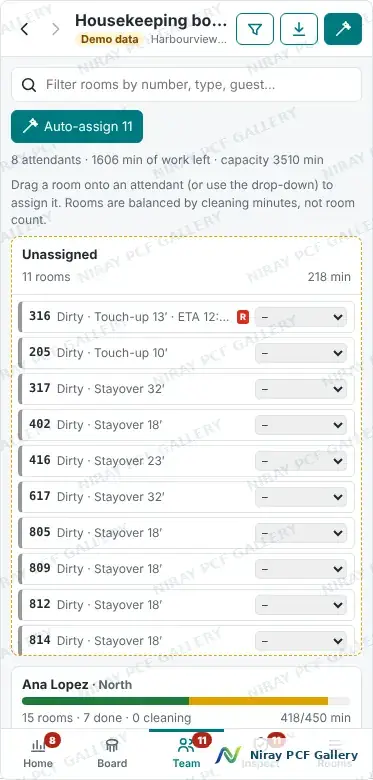 Housekeeping bo...
Demo data · Harbourview...
Filter rooms by number, type, guest...
Auto-assign 11
8 attendants · 1606 min of work left · capacity 3510 min
Drag a room onto an attendant (or use the drop-down) to
assign it. Rooms are balanced by cleaning minutes, not room
count.
Unassigned
11 rooms 218 min
316 Dirty · Touch-up 13′ · ETA 12:... R –
205 Dirty · Touch-up 10′ –
317 Dirty · Stayover 32′ –
402 Dirty · Stayover 18′ –
416 Dirty · Stayover 23′ –
617 Dirty · Stayover 32′ –
805 Dirty · Stayover 18′ –
809 Dirty · Stayover 18′ –
812 Dirty · Stayover 18′ –
814 Dirty · Stayover 18′ –
Ana Lopez · North
15 rooms · 7 done · 0 cleaning 418/450 min
8 11 11
Home Board Team Inspect Rooms
Niray PCF Gallery
NIRAY PCF GALLERY